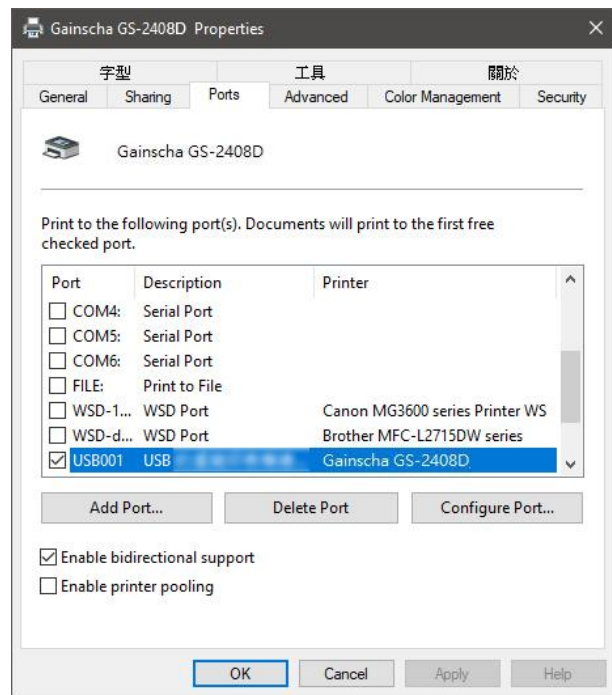 Gainscha GS-2408D Properties
字型 工具 關於
General Sharing Ports Advanced Color Management Security
Gainscha GS-2408D
Print to the following port(s). Documents will print to the first free
checked port.
Port Description Printer
COM4: Serial Port
COM5: Serial Port
COM6: Serial Port
FILE: Print to File
WSD-1... WSD Port Canon MG3600 series Printer WS
WSD-d... WSD Port Brother MFC-L2715DW series
USB001 USB Gainscha GS-2408D
Add Port... Delete Port Configure Port...
Enable bidirectional support
Enable printer pooling
OK Cancel Apply Help